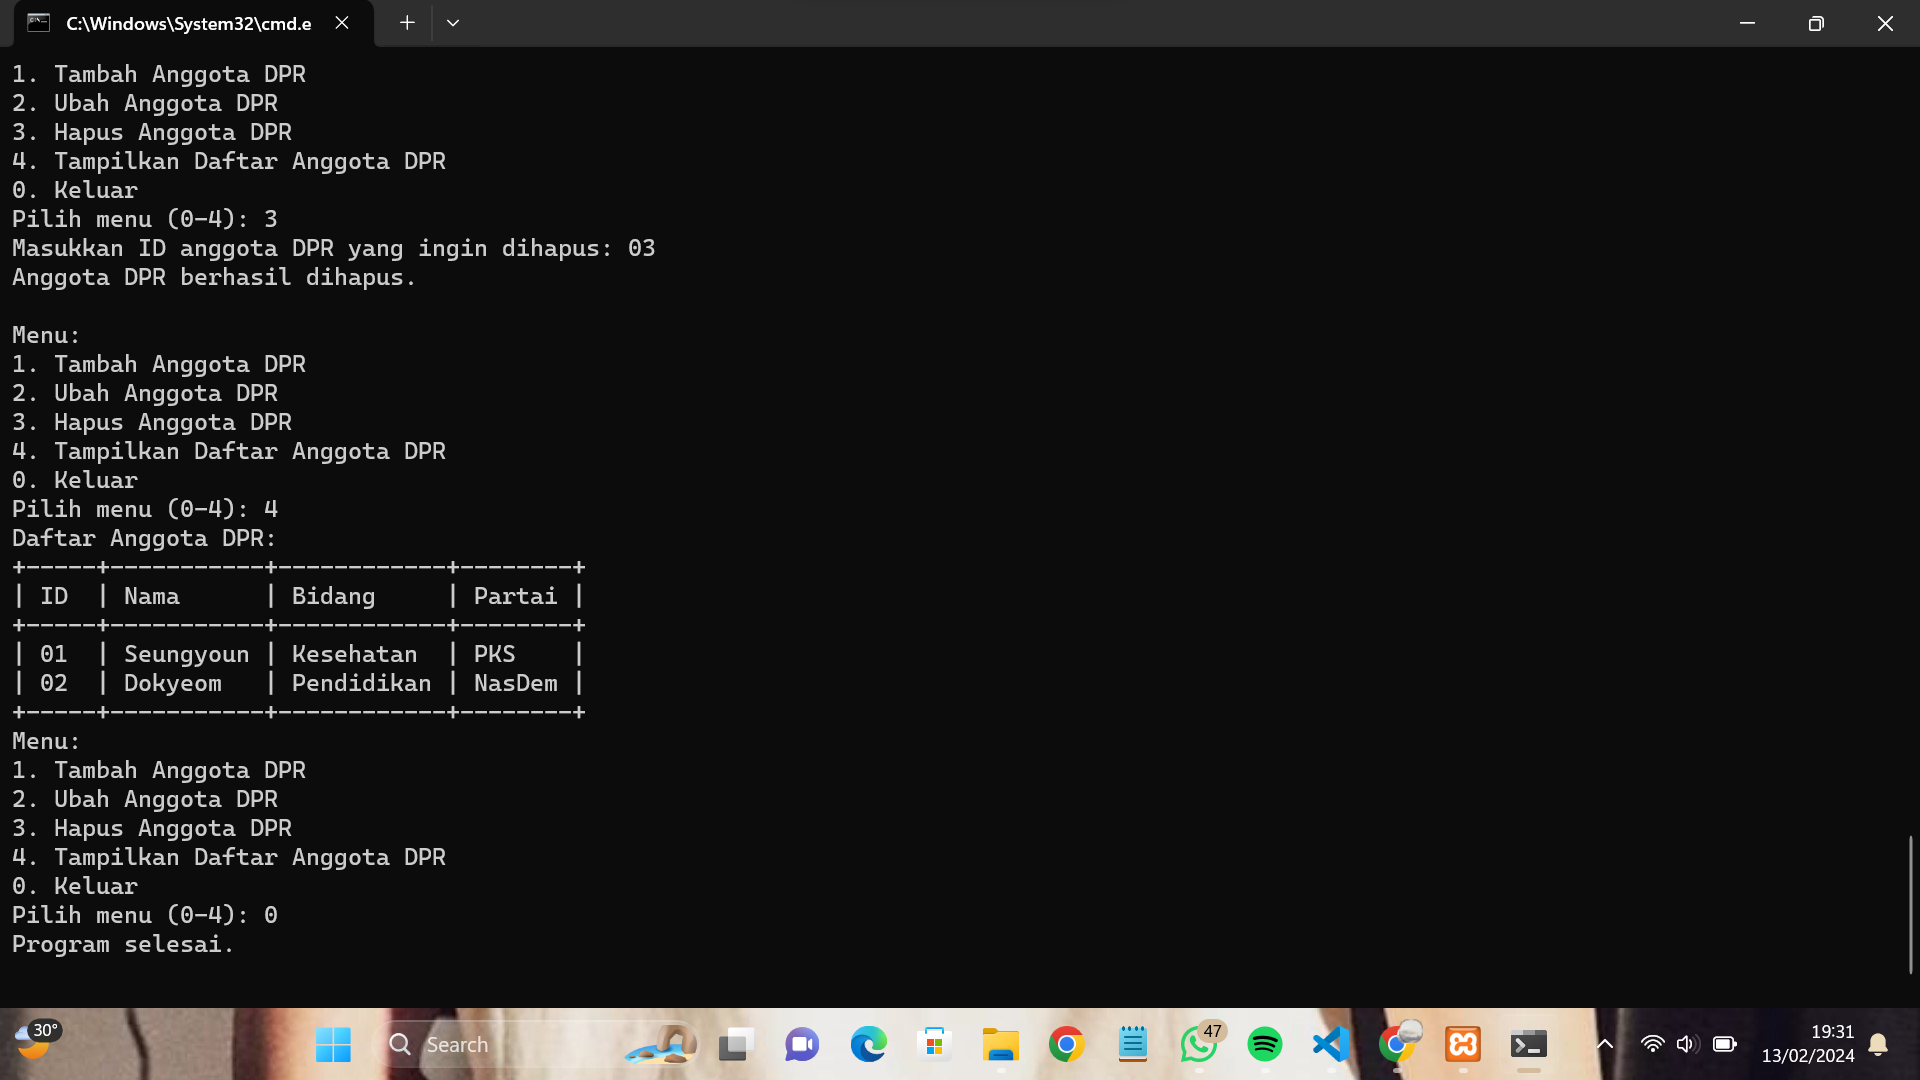 C:\Windows\System32\cmd.e
1. Tambah Anggota DPR
2. Ubah Anggota DPR
3. Hapus Anggota DPR
4. Tampilkan Daftar Anggota DPR
0. Keluar
Pilih menu (0-4): 3
Masukkan ID anggota DPR yang ingin dihapus: 03
Anggota DPR berhasil dihapus.

Menu:
1. Tambah Anggota DPR
2. Ubah Anggota DPR
3. Hapus Anggota DPR
4. Tampilkan Daftar Anggota DPR
0. Keluar
Pilih menu (0-4): 4
Daftar Anggota DPR:
+-----+-----------+------------+--------+
| ID  | Nama      | Bidang     | Partai |
+-----+-----------+------------+--------+
| 01  | Seungyoun | Kesehatan  | PKS    |
| 02  | Dokyeom   | Pendidikan | NasDem |
+-----+-----------+------------+--------+
Menu:
1. Tambah Anggota DPR
2. Ubah Anggota DPR
3. Hapus Anggota DPR
4. Tampilkan Daftar Anggota DPR
0. Keluar
Pilih menu (0-4): 0
Program selesai.
30°
Search
47
19:31
13/02/2024